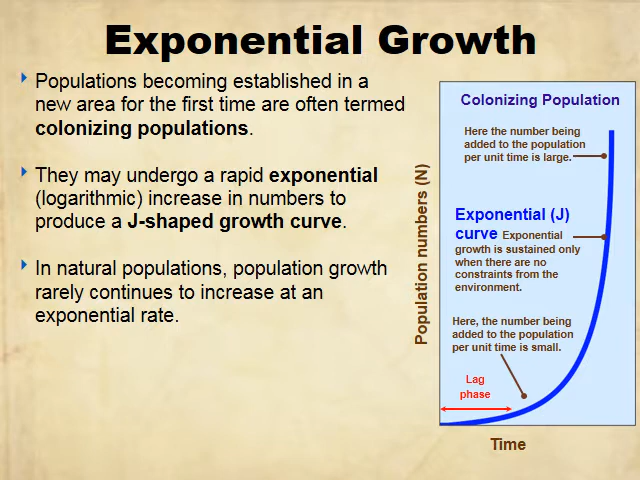 Exponential Growth
Populations becoming established in a
new area for the first time are often termed
colonizing populations.
They may undergo a rapid exponential
(logarithmic) increase in numbers to
produce a J-shaped growth curve.
In natural populations, population growth
rarely continues to increase at an
exponential rate.
Population numbers (N)
Colonizing Population
Here the number being
added to the population
per unit time is large.
Exponential (J)
curve Exponential
growth is sustained only
when there are no
constraints from the
environment.
Here, the number being
added to the population
per unit time is small.
Lag
phase
Time